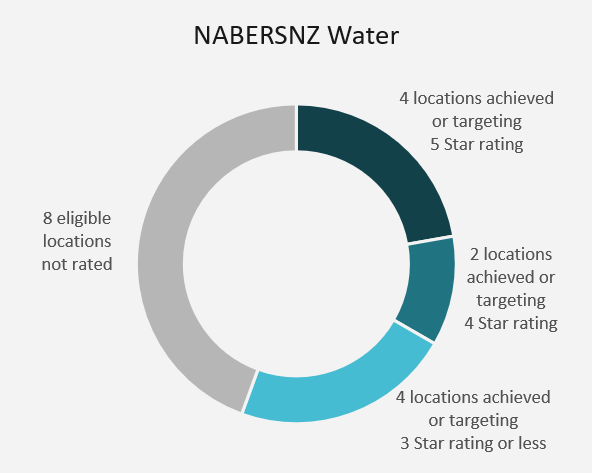 NABERSNZ Water
4 locations achieved
or targeting
5 Star rating
2 locations
achieved or
targeting
4 Star rating
4 locations achieved
or targeting
3 Star rating or less
8 eligible
locations
not rated